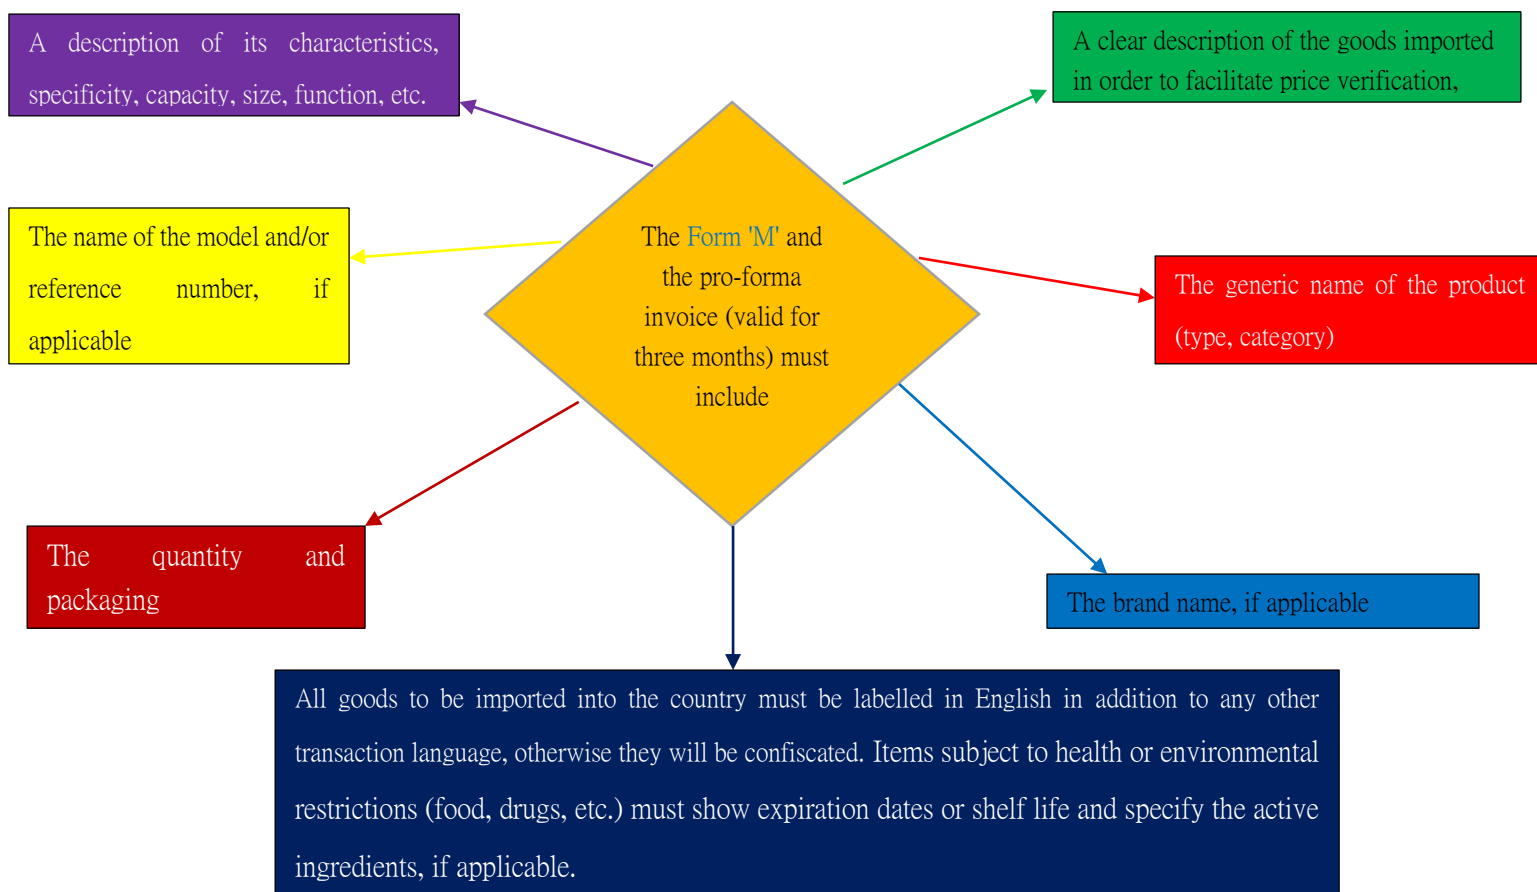 A description of its characteristics,
specificity, capacity, size, function, etc.
A clear description of the goods imported
in order to facilitate price verification,
The name of the model and/or
reference number, if
applicable
The Form 'M' and
the pro-forma
invoice (valid for
three months) must
include
The generic name of the product
(type, category)
The quantity and
packaging
The brand name, if applicable
All goods to be imported into the country must be labelled in English in addition to any other
transaction language, otherwise they will be confiscated. Items subject to health or environmental
restrictions (food, drugs, etc.) must show expiration dates or shelf life and specify the active
ingredients, if applicable.